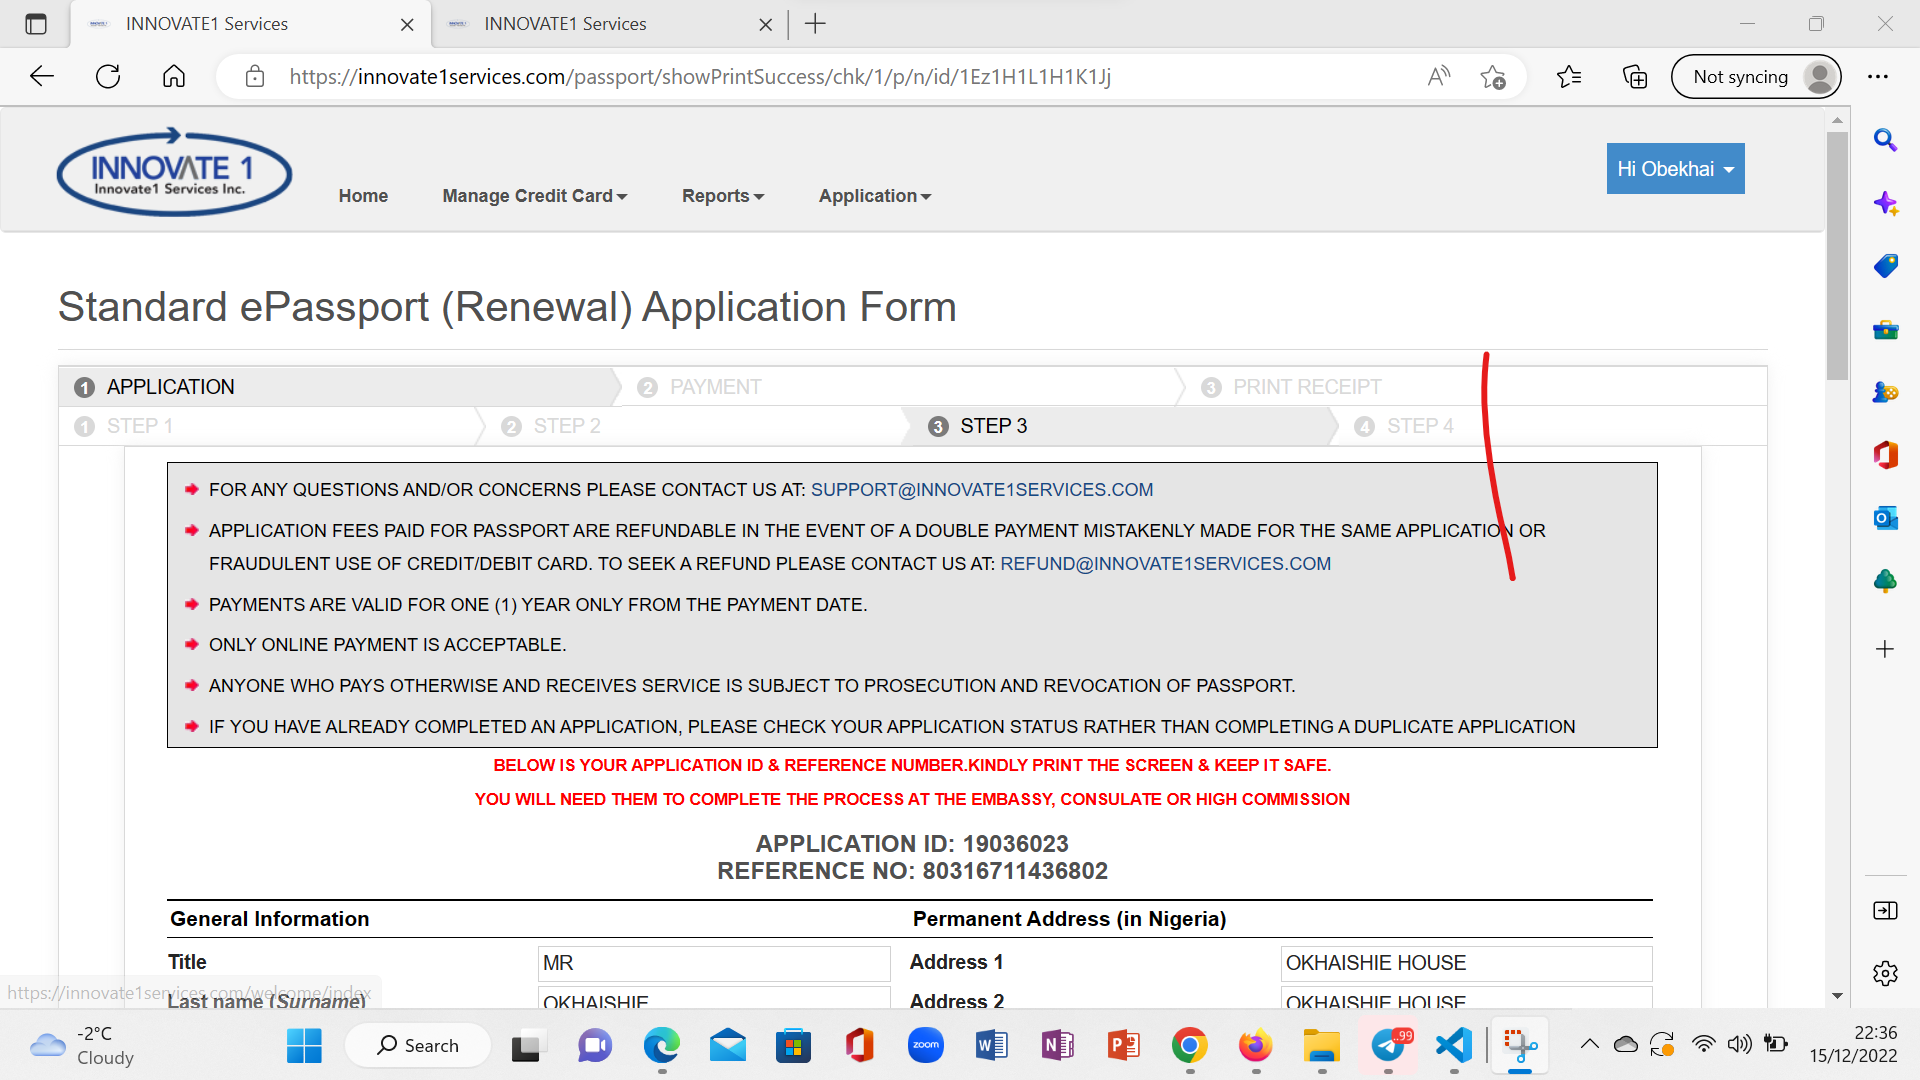 INNOVATE1 Services
INNOVATE1 Services
https://innovate1services.com/passport/showPrintSuccess/chk/1/p/n/id/1Ez1H1L1H1K1Jj
Not syncing
INNOVATE 1
Innovate1 Services Inc.
Home
Manage Credit Card
Reports
Application
Hi Obekhai
Standard ePassport (Renewal) Application Form
1 APPLICATION
2 PAYMENT
3 PRINT RECEIPT
1 STEP 1
2 STEP 2
3 STEP 3
4 STEP 4
FOR ANY QUESTIONS AND/OR CONCERNS PLEASE CONTACT US AT: SUPPORT@INNOVATE1SERVICES.COM
APPLICATION FEES PAID FOR PASSPORT ARE REFUNDABLE IN THE EVENT OF A DOUBLE PAYMENT MISTAKENLY MADE FOR THE SAME APPLICATION OR
FRAUDULENT USE OF CREDIT/DEBIT CARD. TO SEEK A REFUND PLEASE CONTACT US AT: REFUND@INNOVATE1SERVICES.COM
PAYMENTS ARE VALID FOR ONE (1) YEAR ONLY FROM THE PAYMENT DATE.
ONLY ONLINE PAYMENT IS ACCEPTABLE.
ANYONE WHO PAYS OTHERWISE AND RECEIVES SERVICE IS SUBJECT TO PROSECUTION AND REVOCATION OF PASSPORT.
IF YOU HAVE ALREADY COMPLETED AN APPLICATION, PLEASE CHECK YOUR APPLICATION STATUS RATHER THAN COMPLETING A DUPLICATE APPLICATION
BELOW IS YOUR APPLICATION ID & REFERENCE NUMBER.KINDLY PRINT THE SCREEN & KEEP IT SAFE.
YOU WILL NEED THEM TO COMPLETE THE PROCESS AT THE EMBASSY, CONSULATE OR HIGH COMMISSION
APPLICATION ID: 19036023
REFERENCE NO: 80316711436802
General Information
Permanent Address (in Nigeria)
Title
MR
Address 1
OKHAISHIE HOUSE
https://innovate1services.com/welcome/index
Last name (Surname)
OKHAISHIE
Address 2
OKHAISHIE HOUSE
-2°C
Cloudy
Search
zoom
.99
22:36
15/12/2022